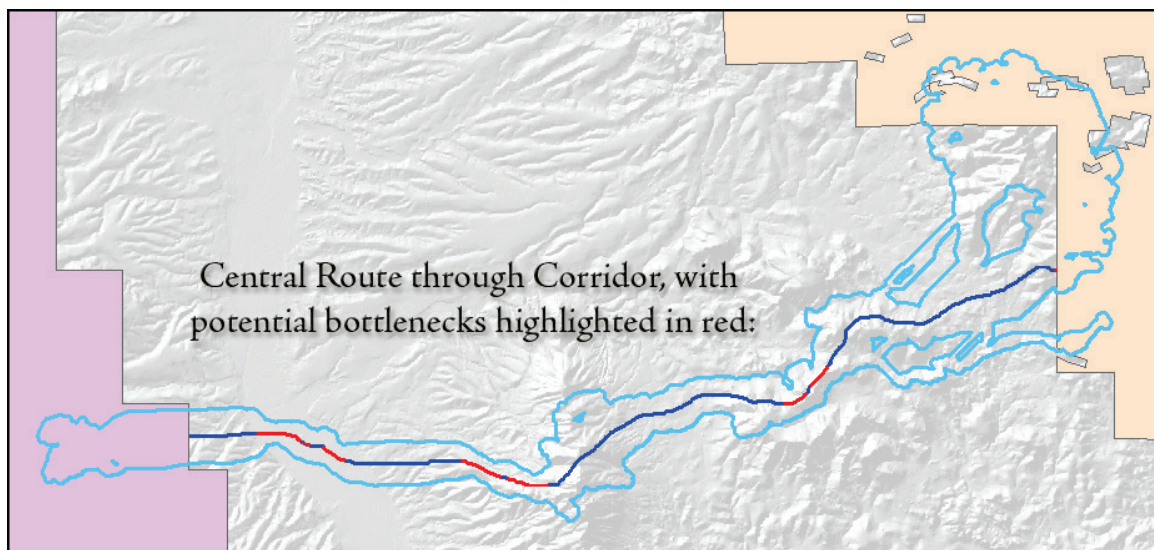 Central Route through Corridor, with
potential bottlenecks highlighted in red: